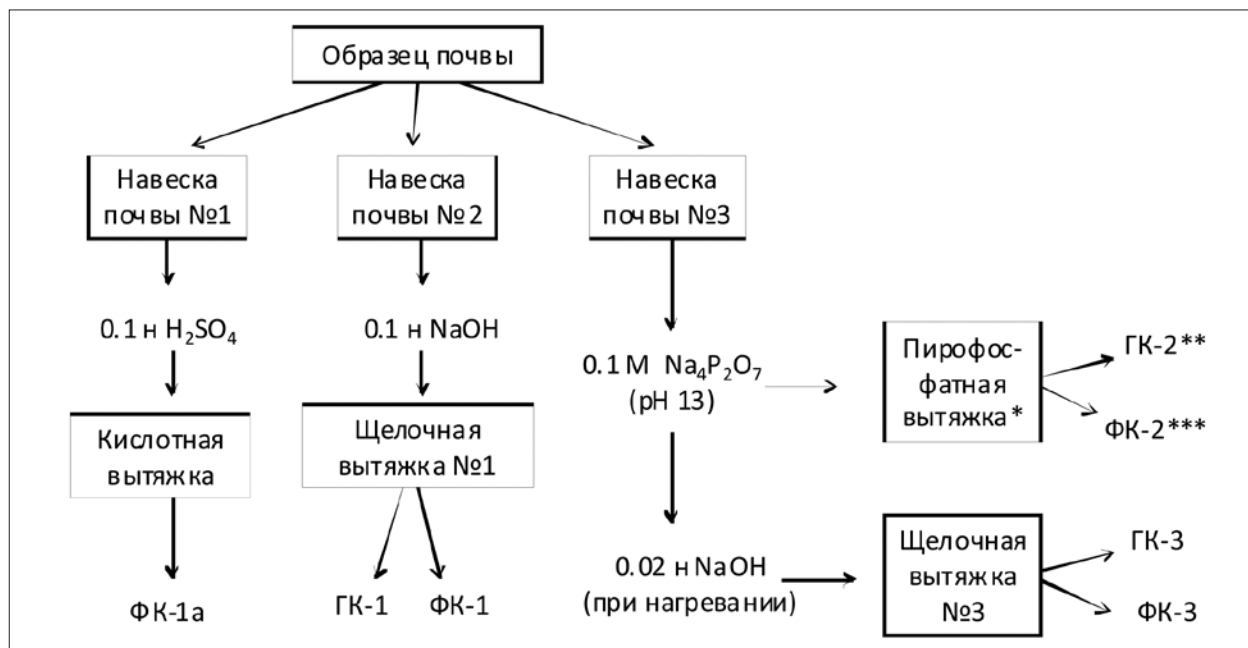 Образец почвы
Навеска
почвы №1
Навеска
почвы №2
Навеска
почвы №3
0.1 н H₂SO₄
0.1 н NaOH
0.1 М Na₄P₂O₇
(pH 13)
Пирофос-
фатная
вытяжка*
ГК-2**
ФК-2***
Кислотная
вытяжка
Щелочная
вытяжка №1
0.02 н NaOH
(при нагревании)
Щелочная
вытяжка
№3
ГК-3
ФК-3
ФК-1а
ГК-1
ФК-1